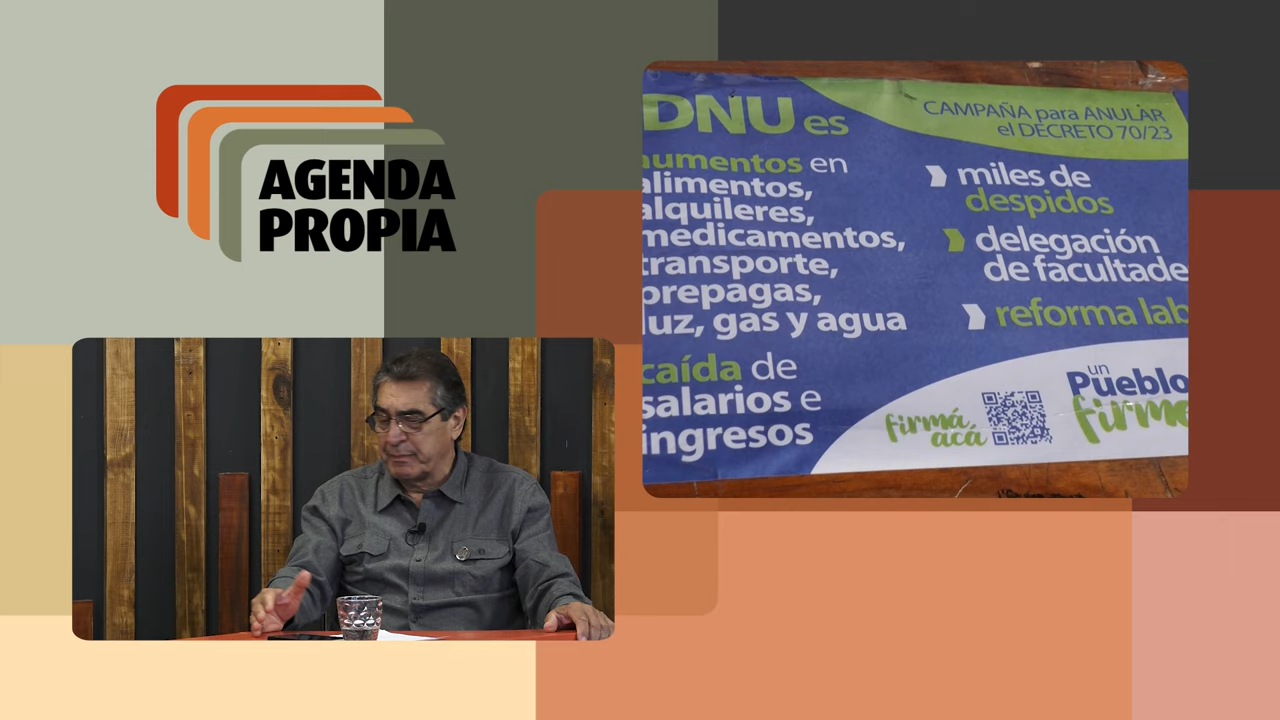 AGENDA
PROPIA
DNU es
aumentos en
alimentos,
alquileres,
medicamentos,
transporte,
prepagas,
luz, gas y agua
caída de
salarios e
ingresos
CAMPAÑA para ANULAR
el DECRETO 70/23
miles de
despidos
delegación
de facultade
reforma lab
firmá
acá
un
Pueblo
firme